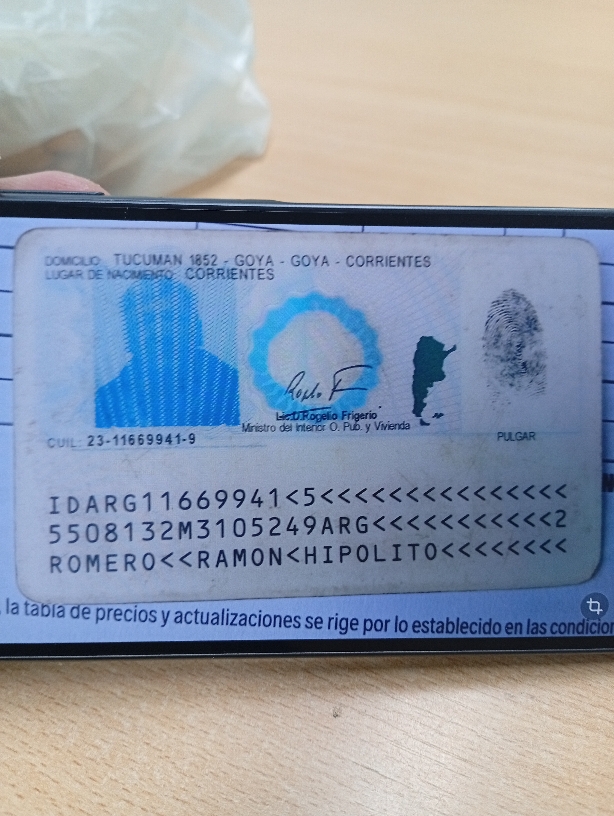 DOMICILIO: TUCUMAN 1852 - GOYA - GOYA - CORRIENTES
LUGAR DE NACIMIENTO: CORRIENTES
Lic. D. Rogelio Frigerio
Ministro del Interior O. Pub. y Vivienda
CUIL: 23-11669941-9
PULGAR
IDARG11669941<5<<<<<<<<<<<<<<<
5508132M3105249ARG<<<<<<<<<<<2
ROMERO<<RAMON<HIPOLITO<<<<<<<<
la tabla de precios y actualizaciones se rige por lo establecido en las condicion